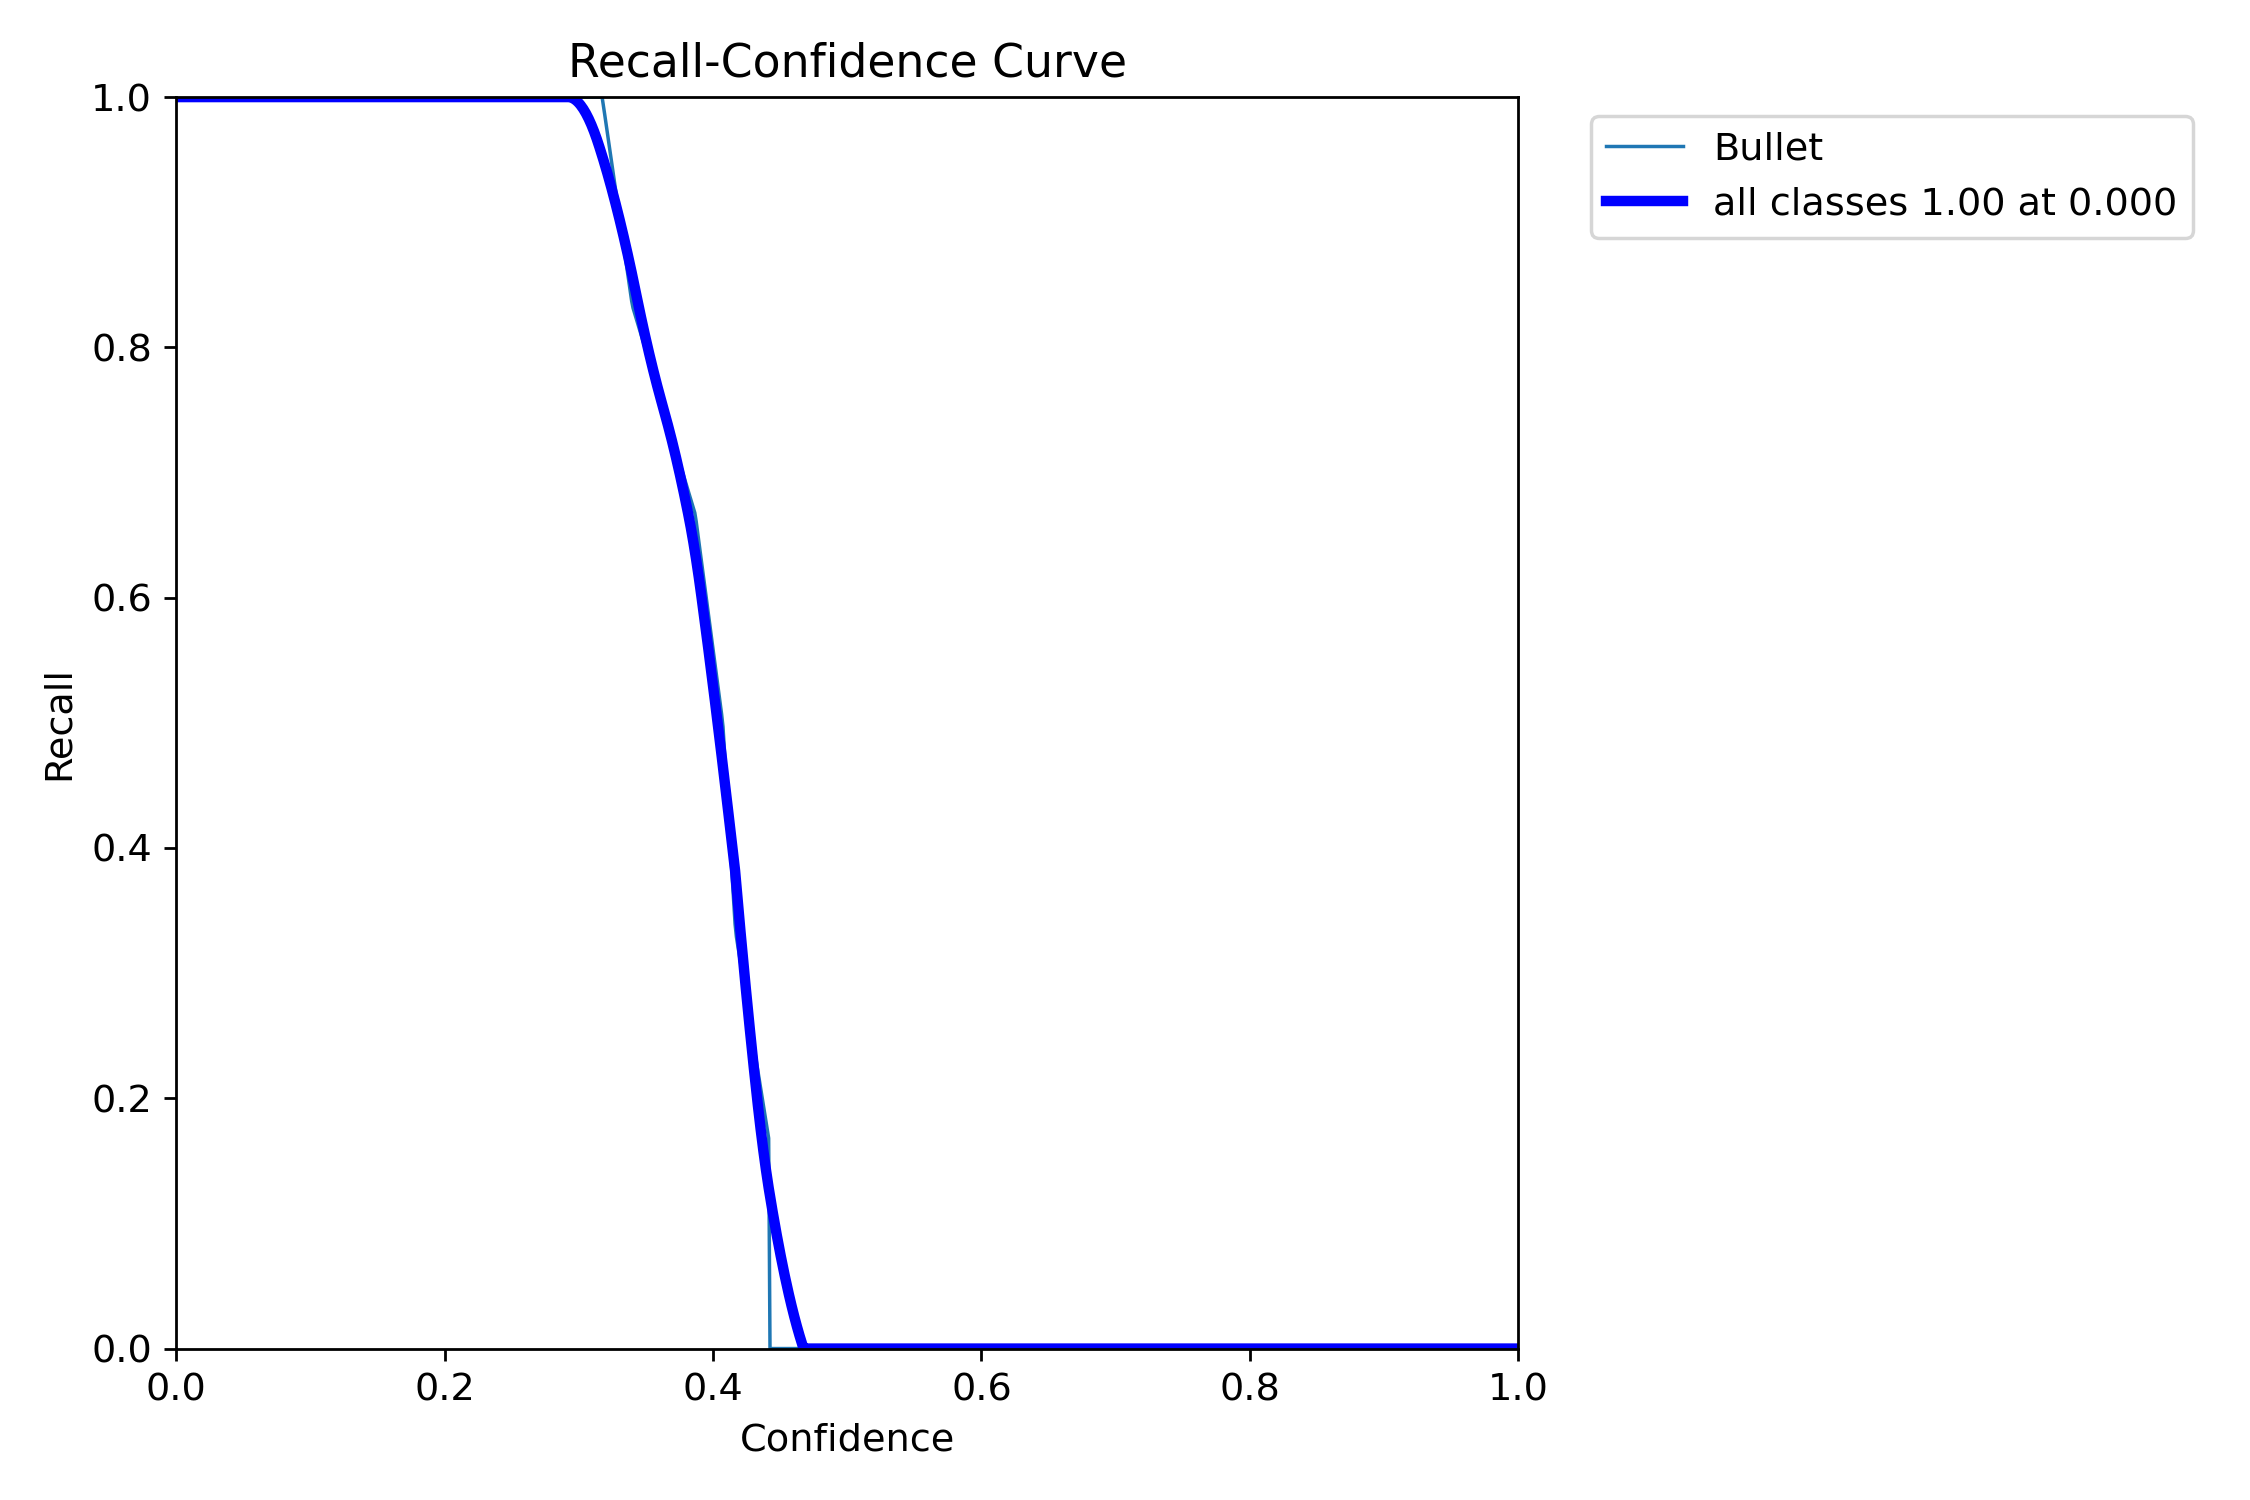 Recall-Confidence Curve
1.0
0.8
0.6
0.4
0.2
0.0
Recall
0.0 0.2 0.4 0.6 0.8 1.0
Confidence
Bullet
all classes 1.00 at 0.000